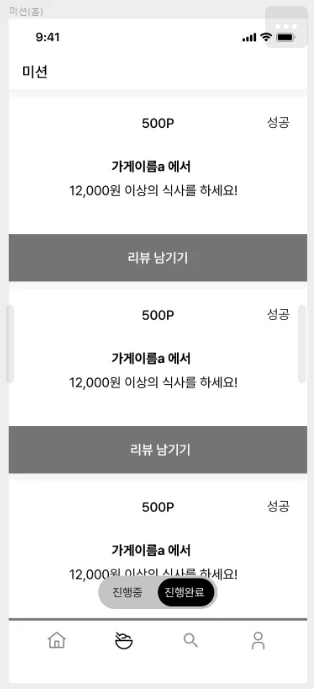 미션(홈)
9:41
미션
500P
성공
가게이름a 에서
12,000원 이상의 식사를 하세요!
리뷰 남기기
500P
성공
가게이름a 에서
12,000원 이상의 식사를 하세요!
리뷰 남기기
500P
성공
가게이름a 에서
12,000원 이상의 식사를 하세요!
진행중
진행완료